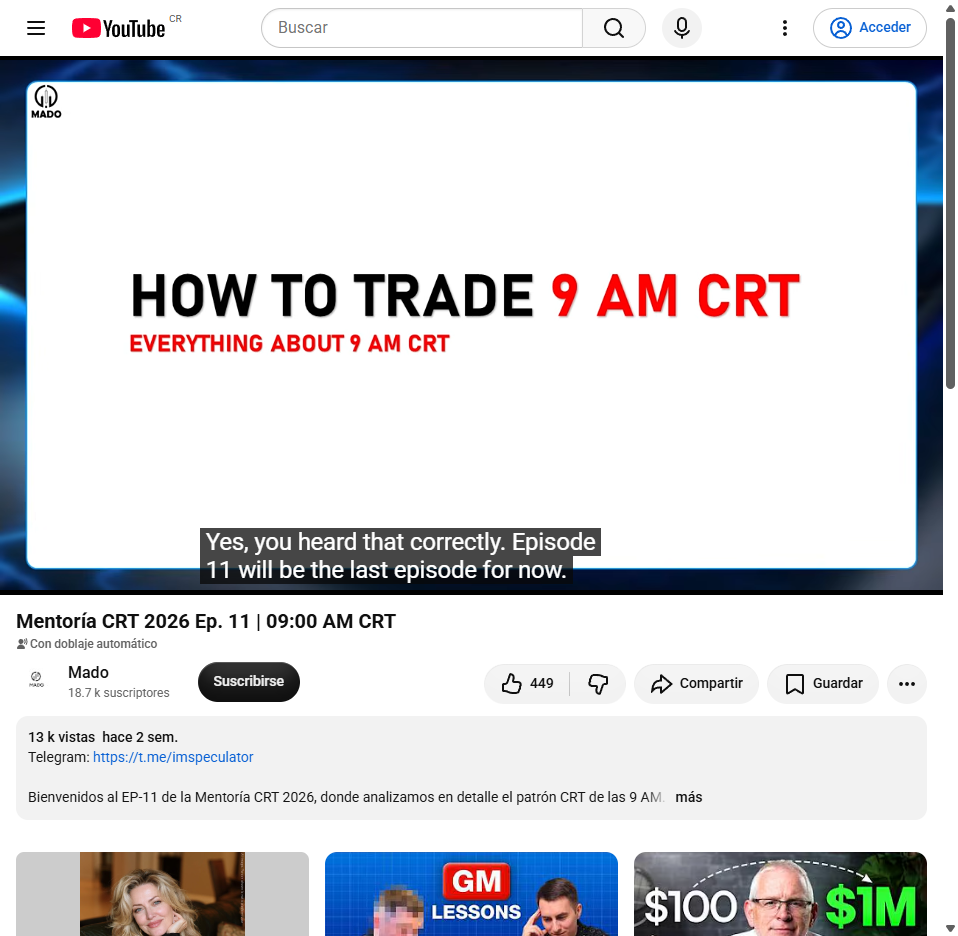 YouTube CR
Buscar
Acceder
MADO
HOW TO TRADE 9 AM CRT
EVERYTHING ABOUT 9 AM CRT
Yes, you heard that correctly. Episode
11 will be the last episode for now.
Mentoría CRT 2026 Ep. 11 | 09:00 AM CRT
Con doblaje automático
MADO
Mado
18.7 k suscriptores
Suscribirse
449
Compartir
Guardar
13 k vistas hace 2 sem.
Telegram: https://t.me/imspeculator
Bienvenidos al EP-11 de la Mentoría CRT 2026, donde analizamos en detalle el patrón CRT de las 9 AM. más
GM
LESSONS
$100 $1M